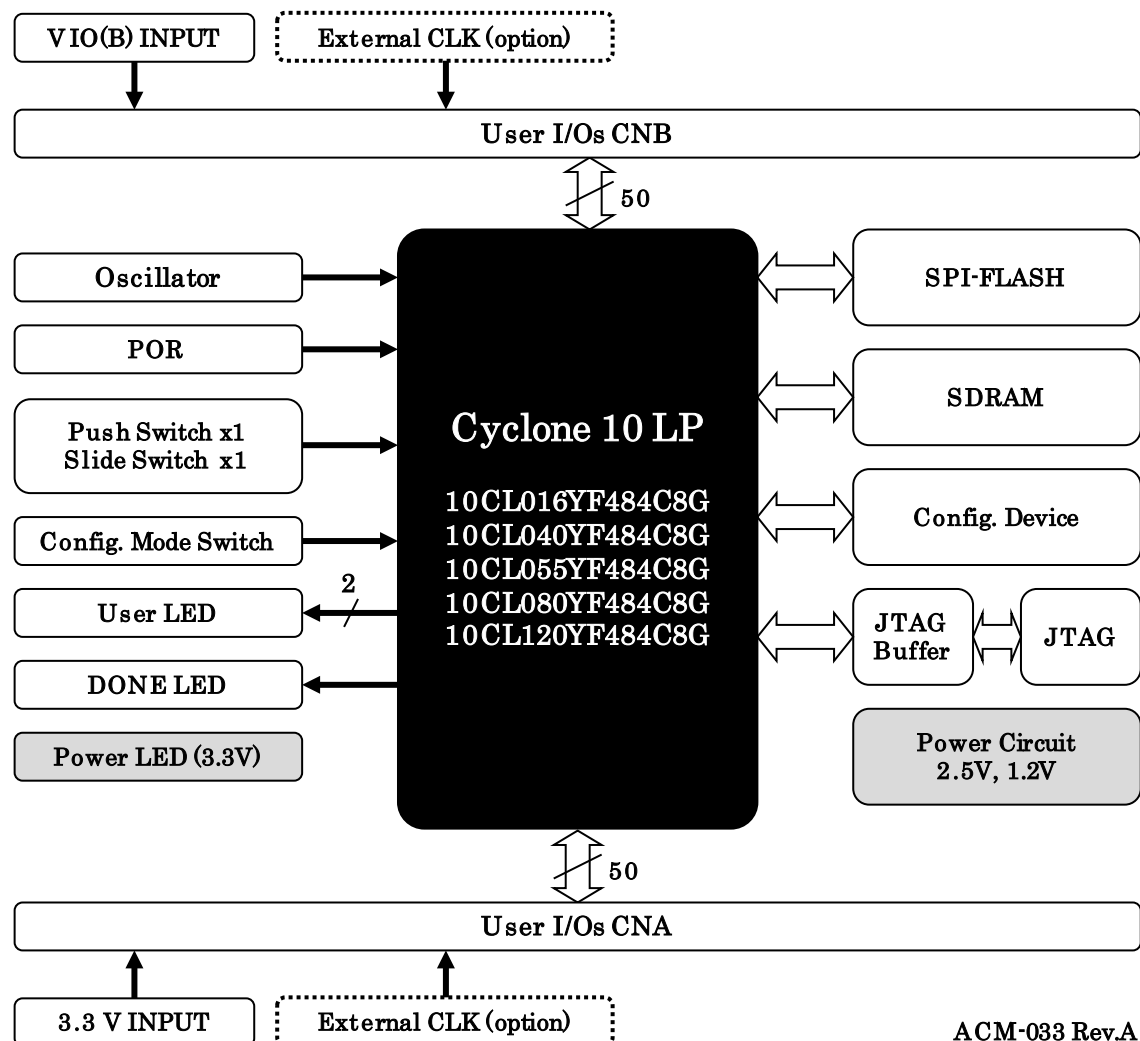 VIO(B) INPUT
External CLK (option)
User I/Os CNB
50
Oscillator
POR
Push Switch x1
Slide Switch x1
Config. Mode Switch
User LED
2
DONE LED
Power LED (3.3V)
Cyclone 10 LP
10CL016YF484C8G
10CL040YF484C8G
10CL055YF484C8G
10CL080YF484C8G
10CL120YF484C8G
SPI-FLASH
SDRAM
Config. Device
JTAG
Buffer
JTAG
Power Circuit
2.5V, 1.2V
50
User I/Os CNA
3.3 V INPUT
External CLK (option)
ACM-033 Rev.A